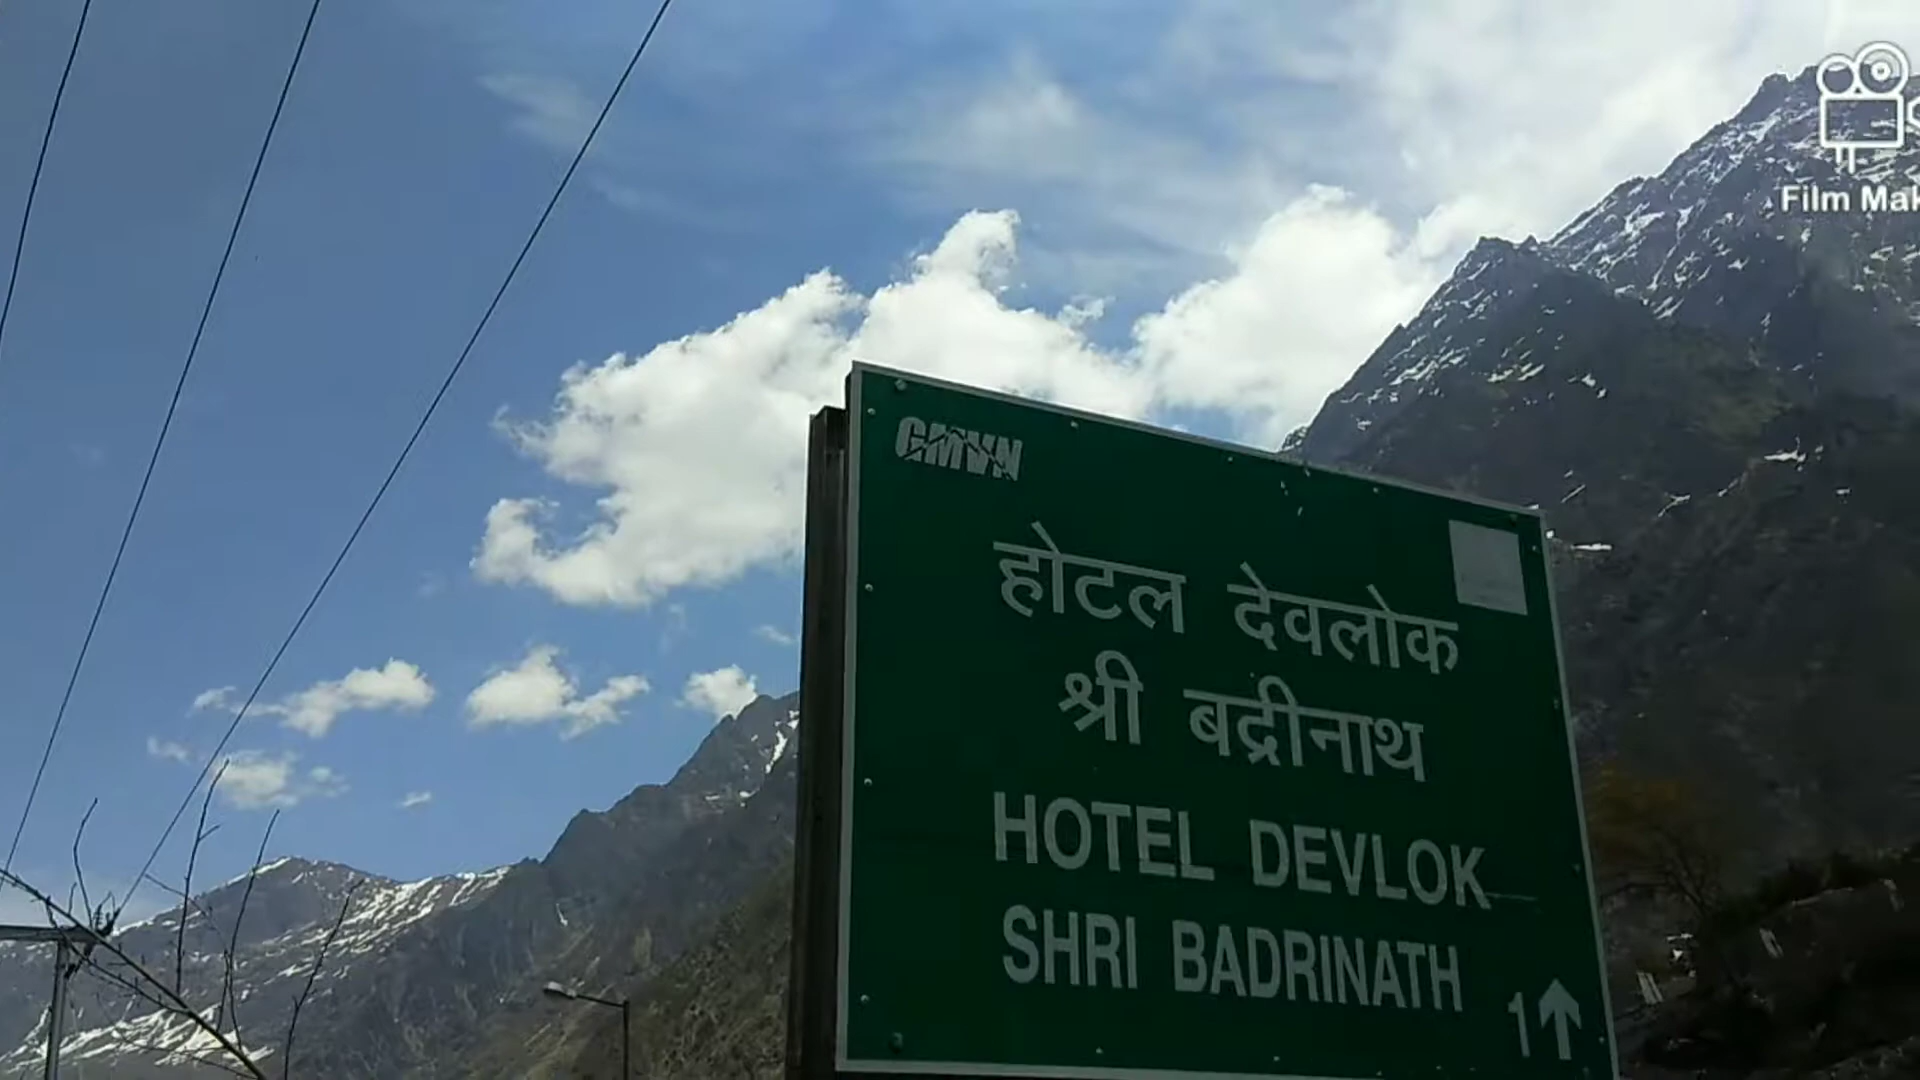 Film Mak
GMVN
होटल देवलोक
श्री बद्रीनाथ
HOTEL DEVLOK
SHRI BADRINATH
1↑